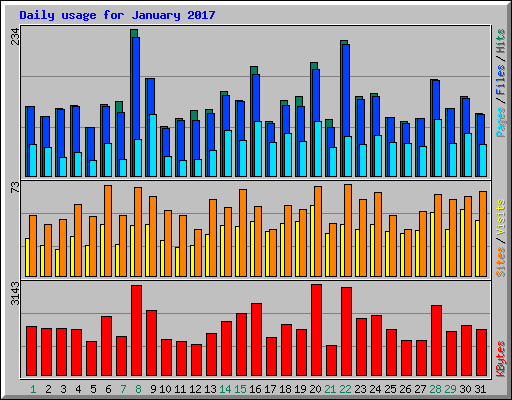 Daily usage for January 2017
234
Pages / Files / Hits
73
Sites / Visits
3143
KBytes
1 2 3 4 5 6 7 8 9 10 11 12 13 14 15 16 17 18 19 20 21 22 23 24 25 26 27 28 29 30 31